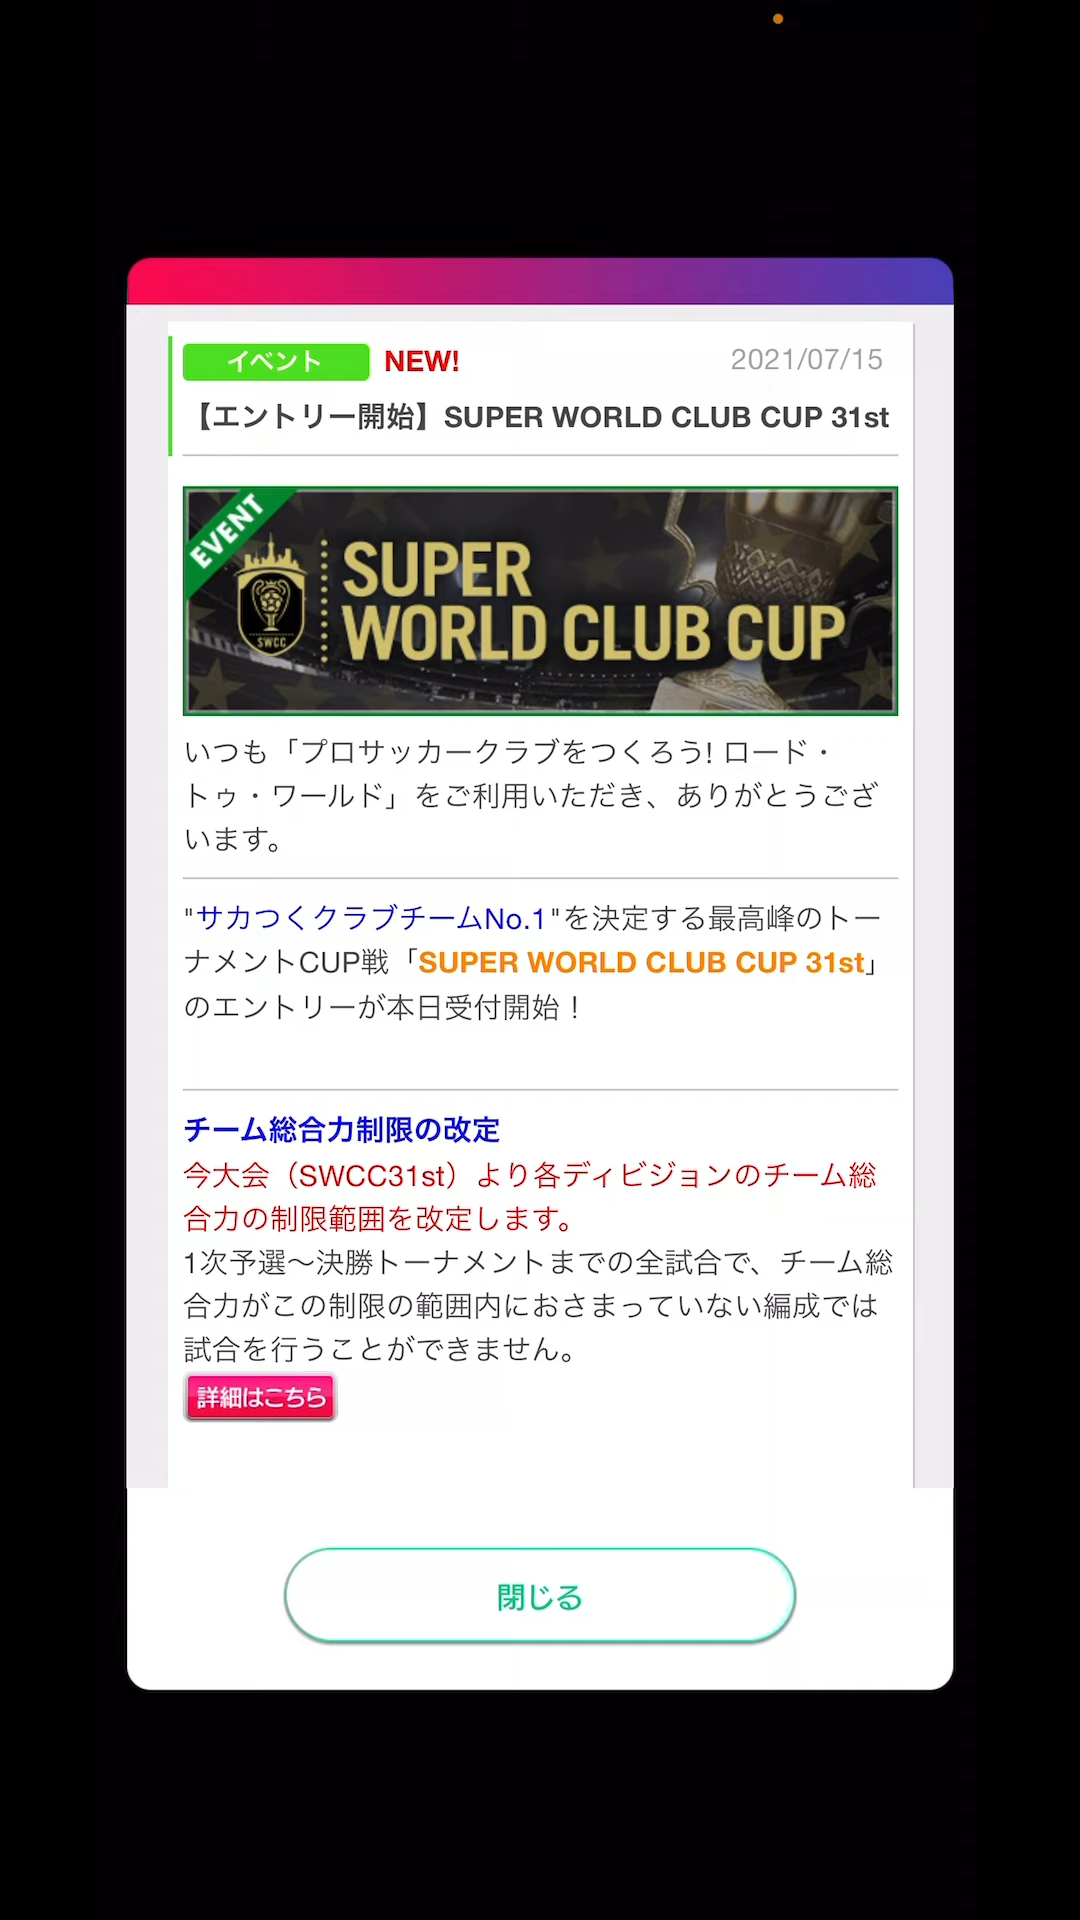 イベント NEW! 2021/07/15
【エントリー開始】SUPER WORLD CLUB CUP 31st
EVENT
SWCC
SUPER
WORLD CLUB CUP
いつも「プロサッカークラブをつくろう! ロード・
トゥ・ワールド」をご利用いただき、ありがとうござ
います。
"サカつくクラブチームNo.1"を決定する最高峰のトー
ナメントCUP戦「SUPER WORLD CLUB CUP 31st」
のエントリーが本日受付開始！
チーム総合力制限の改定
今大会（SWCC31st）より各ディビジョンのチーム総
合力の制限範囲を改定します。
1次予選～決勝トーナメントまでの全試合で、チーム総
合力がこの制限の範囲内におさまっていない編成では
試合を行うことができません。
詳細はこちら
閉じる